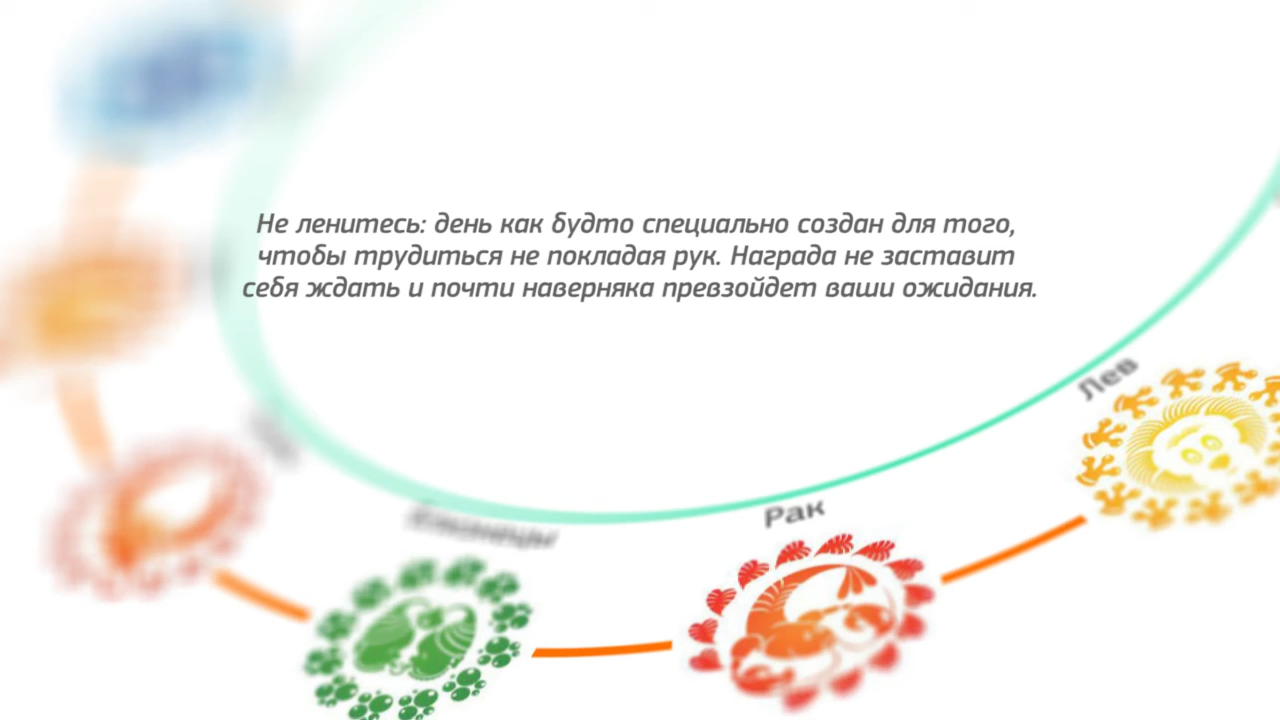 Не ленитесь: день как будто специально создан для того,
чтобы трудиться не покладая рук. Награда не заставит
себя ждать и почти наверняка превзойдет ваши ожидания.
Лев
Рак
Близнецы